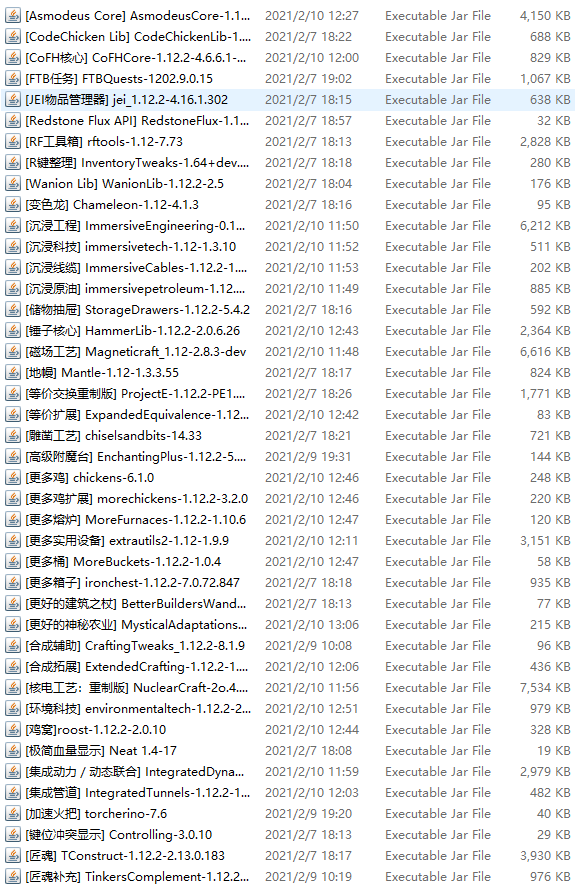 [Asmodeus Core] AsmodeusCore-1.1... 2021/2/10 12:27 Executable Jar File 4,150 KB
[CodeChicken Lib] CodeChickenLib-1.... 2021/2/7 18:22 Executable Jar File 688 KB
[CoFH核心] CoFHCore-1.12.2-4.6.6.1-... 2021/2/10 12:00 Executable Jar File 829 KB
[FTB任务] FTBQuests-1202.9.0.15 2021/2/7 19:02 Executable Jar File 1,067 KB
[JEI物品管理器] jei_1.12.2-4.16.1.302 2021/2/7 18:15 Executable Jar File 638 KB
[Redstone Flux API] RedstoneFlux-1.1... 2021/2/7 18:57 Executable Jar File 32 KB
[RF工具箱] rftools-1.12-7.73 2021/2/7 18:13 Executable Jar File 2,828 KB
[R键整理] InventoryTweaks-1.64+dev.... 2021/2/7 18:18 Executable Jar File 280 KB
[Wanion Lib] WanionLib-1.12.2-2.5 2021/2/7 18:04 Executable Jar File 176 KB
[变色龙] Chameleon-1.12-4.1.3 2021/2/7 18:16 Executable Jar File 95 KB
[沉浸工程] ImmersiveEngineering-0.1... 2021/2/10 11:50 Executable Jar File 6,212 KB
[沉浸科技] immersivetech-1.12-1.3.10 2021/2/10 11:52 Executable Jar File 511 KB
[沉浸线缆] ImmersiveCables-1.12.2-1.... 2021/2/10 11:53 Executable Jar File 202 KB
[沉浸原油] immersivepetroleum-1.12.... 2021/2/10 11:49 Executable Jar File 885 KB
[储物抽屉] StorageDrawers-1.12.2-5.4.2 2021/2/7 18:16 Executable Jar File 592 KB
[锤子核心] HammerLib-1.12.2-2.0.6.26 2021/2/10 12:43 Executable Jar File 2,364 KB
[磁场工艺] Magneticraft_1.12-2.8.3-dev 2021/2/10 11:48 Executable Jar File 6,616 KB
[地幔] Mantle-1.12-1.3.3.55 2021/2/7 18:17 Executable Jar File 824 KB
[等价交换重制版] ProjectE-1.12.2-PE1.... 2021/2/7 18:26 Executable Jar File 1,771 KB
[等价扩展] ExpandedEquivalence-1.12... 2021/2/10 12:42 Executable Jar File 83 KB
[雕凿工艺] chiselsandbits-14.33 2021/2/7 18:21 Executable Jar File 721 KB
[高级附魔台] EnchantingPlus-1.12.2-5.... 2021/2/9 19:31 Executable Jar File 144 KB
[更多鸡] chickens-6.1.0 2021/2/10 12:46 Executable Jar File 248 KB
[更多鸡扩展] morechickens-1.12.2-3.2.0 2021/2/10 12:46 Executable Jar File 220 KB
[更多熔炉] MoreFurnaces-1.12.2-1.10.6 2021/2/10 12:47 Executable Jar File 120 KB
[更多实用设备] extrautils2-1.12-1.9.9 2021/2/10 12:11 Executable Jar File 3,151 KB
[更多桶] MoreBuckets-1.12.2-1.0.4 2021/2/10 12:47 Executable Jar File 58 KB
[更多箱子] ironchest-1.12.2-7.0.72.847 2021/2/7 18:18 Executable Jar File 935 KB
[更好的建筑之杖] BetterBuildersWand... 2021/2/7 18:13 Executable Jar File 77 KB
[更好的神秘农业] MysticalAdaptations... 2021/2/10 13:06 Executable Jar File 215 KB
[合成辅助] CraftingTweaks_1.12.2-8.1.9 2021/2/9 10:08 Executable Jar File 96 KB
[合成拓展] ExtendedCrafting-1.12.2-1.... 2021/2/10 12:06 Executable Jar File 436 KB
[核电工艺：重制版] NuclearCraft-2o.4.... 2021/2/10 11:56 Executable Jar File 7,534 KB
[环境科技] environmentaltech-1.12.2-2... 2021/2/10 12:51 Executable Jar File 979 KB
[鸡窝]roost-1.12.2-2.0.10 2021/2/10 12:44 Executable Jar File 328 KB
[极简血量显示] Neat 1.4-17 2021/2/7 18:08 Executable Jar File 19 KB
[集成动力 / 动态联合] IntegratedDyna... 2021/2/10 11:59 Executable Jar File 2,979 KB
[集成管道] IntegratedTunnels-1.12.2-1... 2021/2/10 12:03 Executable Jar File 482 KB
[加速火把] torcherino-7.6 2021/2/9 19:20 Executable Jar File 40 KB
[键位冲突显示] Controlling-3.0.10 2021/2/7 18:13 Executable Jar File 29 KB
[匠魂] TConstruct-1.12.2-2.13.0.183 2021/2/7 18:17 Executable Jar File 3,930 KB
[匠魂补充] TinkersComplement-1.12.2... 2021/2/9 10:19 Executable Jar File 976 KB